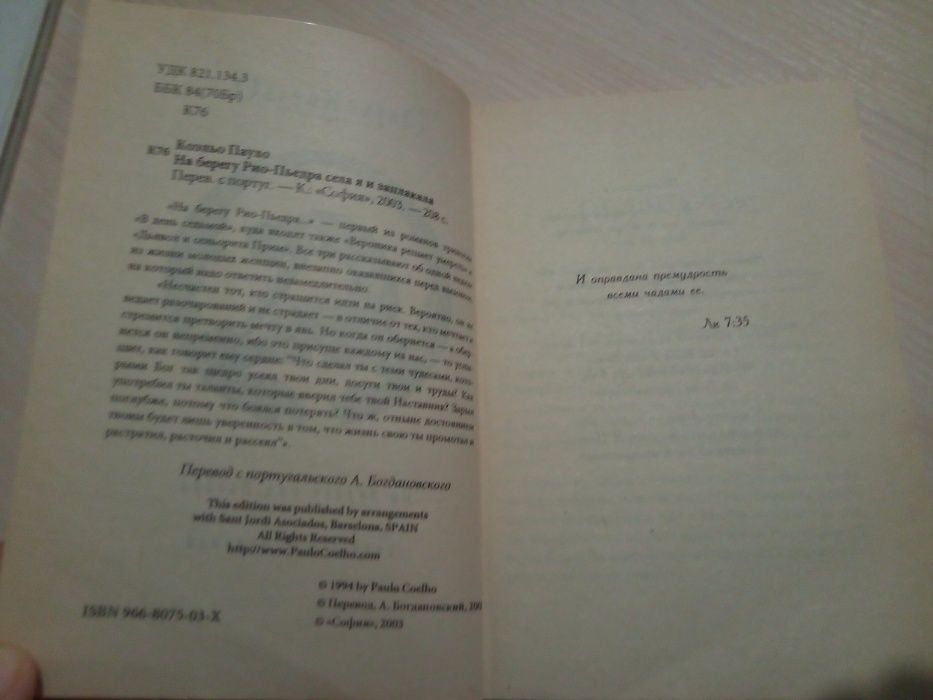 УДК 821.134.3
ББК 84(70Бр)
К76
Коэльо Пауло
К76 На берегу Рио-Пьедра села я и заплакала
Перев. с португ. — К.: «София», 2003. — 208 с.
«На берегу Рио-Пьедра...» — первый из романов
«В день седьмой», куда входят также «Вероника решает умереть» и
«Дьявол и сеньорита Прим». Все три рассказывают об одной неделе
из жизни молодых женщин, внезапно оказавшихся перед вызовом,
на который надо ответить незамедлительно.
«Несчастен тот, кто страшится идти на риск. Вероятно, он не
ведает разочарований и не страдает — в отличие от тех, кто мечтает и
стремится претворить мечту в явь. Но когда он обернется — а обер-
нется он непременно, ибо это присуще каждому из нас, — то услы-
шит, как говорит ему сердце: "Что сделал ты с теми чудесами, кото-
рыми Бог так щедро усеял твои дни, досуги твои и труды? Как
употребил ты таланты, которые вверил тебе твой Наставник? Зарыл
поглубже, потому что боялся потерять? Что ж, отныне достоянием
твоим будет лишь уверенность в том, что жизнь свою ты промотал и
растратил, расточил и рассеял"».
Перевод с португальского А. Богдановского
This edition was published by arrangements
with Sant Jordi Asociados, Barselona, SPAIN
All Rights Reserved
http://www.PauloCoelho.com
© 1994 by Paulo Coelho
© Перевод, А. Богдановский, 200
ISBN 966-8075-03-X
© «София», 2003
И оправдана премудрость
всеми чадами ее.
Лк 7:35